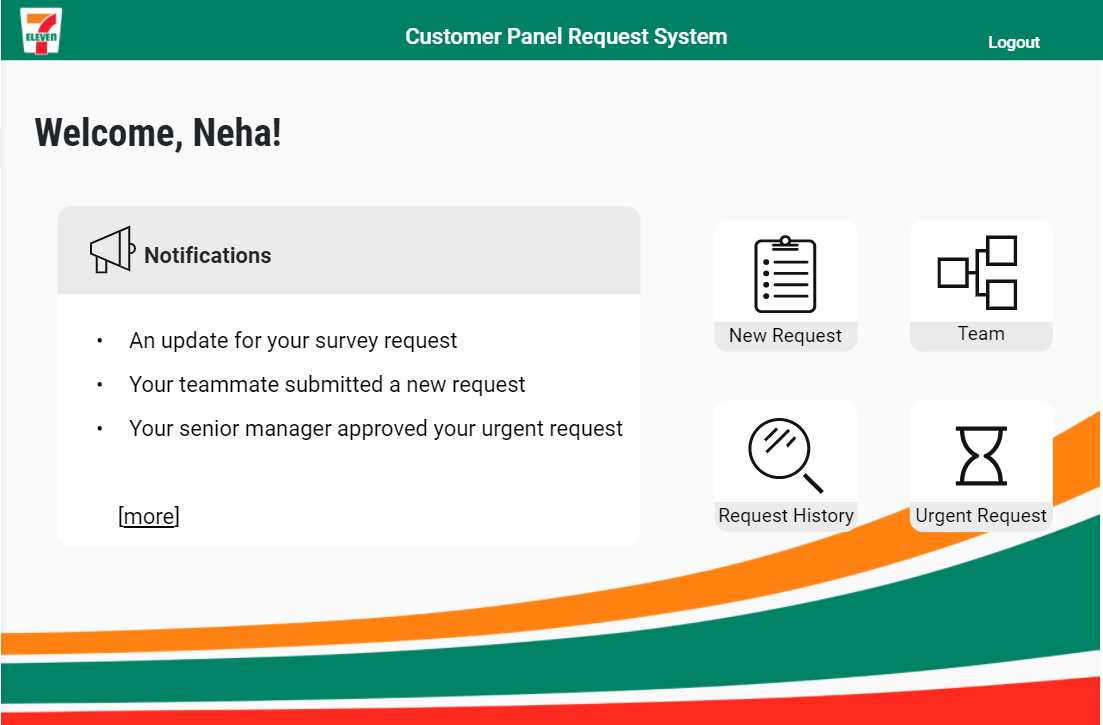 7
ELEVEn
Customer Panel Request System
Logout
Welcome, Neha!
Notifications
• An update for your survey request
• Your teammate submitted a new request
• Your senior manager approved your urgent request
[more]
New Request
Team
Request History
Urgent Request